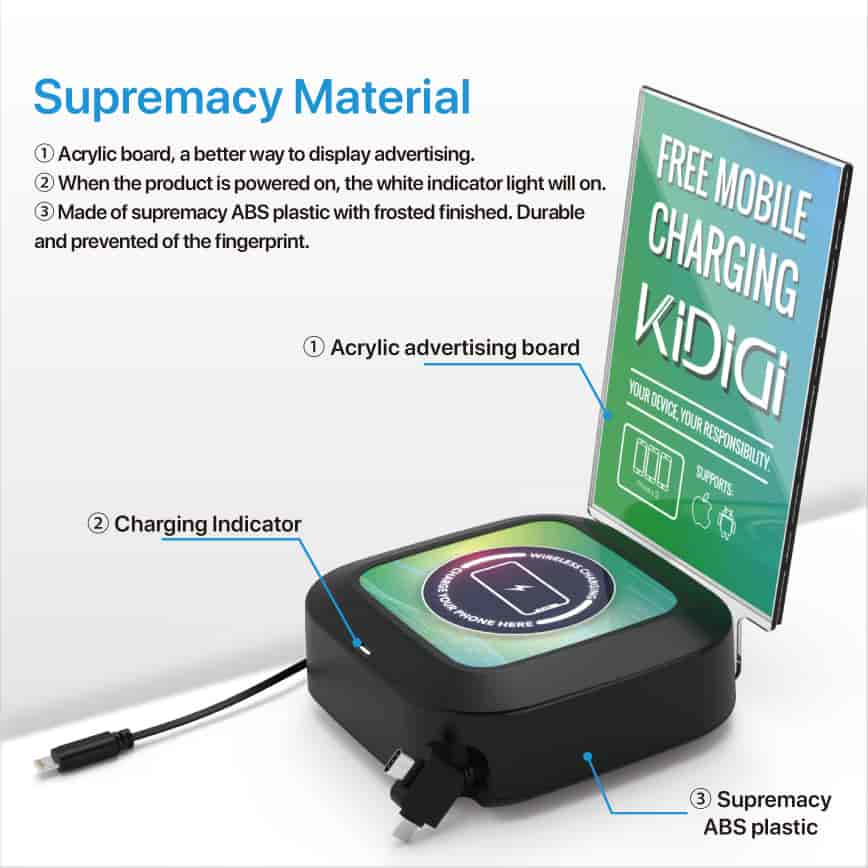 Supremacy Material
① Acrylic board, a better way to display advertising.
② When the product is powered on, the white indicator light will on.
③ Made of supremacy ABS plastic with frosted finished. Durable
and prevented of the fingerprint.
FREE MOBILE
CHARGING
KiDiGi
YOUR DEVICE, YOUR RESPONSIBILITY.
SUPPORTS:
① Acrylic advertising board
② Charging Indicator
WIRELESS CHARGING
CHARGE YOUR PHONE HERE
③ Supremacy
ABS plastic